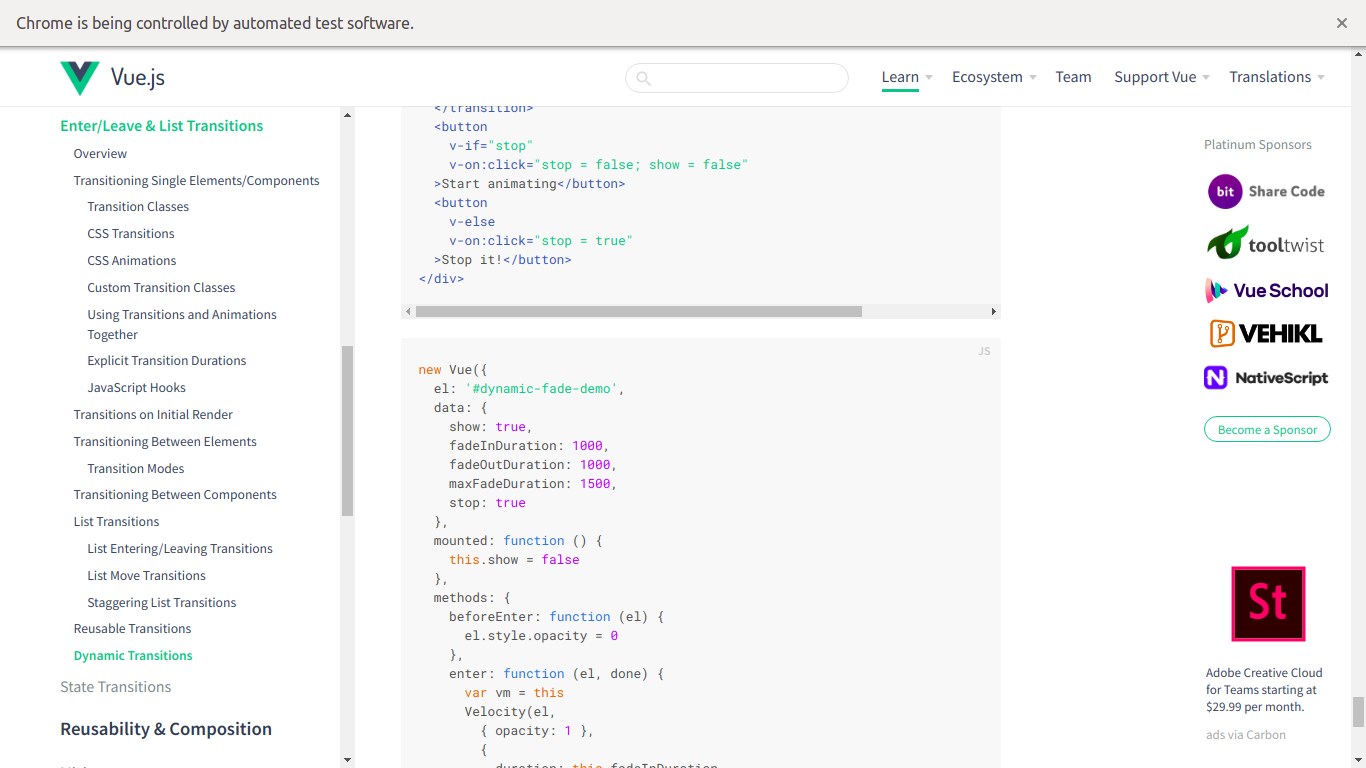 Chrome is being controlled by automated test software.
Vue.js
Learn
Ecosystem
Team
Support Vue
Translations
Enter/Leave & List Transitions
Overview
Transitioning Single Elements/Components
Transition Classes
CSS Transitions
CSS Animations
Custom Transition Classes
Using Transitions and Animations
Together
Explicit Transition Durations
JavaScript Hooks
Transitions on Initial Render
Transitioning Between Elements
Transition Modes
Transitioning Between Components
List Transitions
List Entering/Leaving Transitions
List Move Transitions
Staggering List Transitions
Reusable Transitions
Dynamic Transitions
State Transitions
Reusability & Composition
</transition>
<button
v-if="stop"
v-on:click="stop = false; show = false"
>Start animating</button>
<button
v-else
v-on:click="stop = true"
>Stop it!</button>
</div>
JS
new Vue({
el: '#dynamic-fade-demo',
data: {
show: true,
fadeInDuration: 1000,
fadeOutDuration: 1000,
maxFadeDuration: 1500,
stop: true
},
mounted: function () {
this.show = false
},
methods: {
beforeEnter: function (el) {
el.style.opacity = 0
},
enter: function (el, done) {
var vm = this
Velocity(el,
{ opacity: 1 },
{
duration: this.fadeInDuration,
Platinum Sponsors
bit Share Code
tooltwist
Vue School
VEHIKL
NativeScript
Become a Sponsor
St
Adobe Creative Cloud
for Teams starting at
$29.99 per month.
ads via Carbon